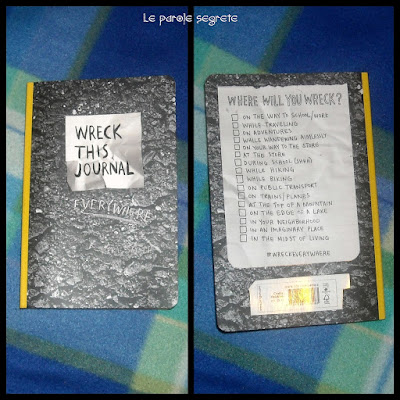 Le parole segrete
WRECK
THIS
JOURNAL
EVERYWHERE
WHERE WILL YOU WRECK?
ON THE WAY TO SCHOOL/WORK
WHILE TRAVELING
ON ADVENTURES
WHILE WANDERING AIMLESSLY
ON YOUR WAY TO THE STORE
AT THE STORE
DURING SCHOOL (SHHH)
WHILE HIKING
WHILE BIKING
ON PUBLIC TRANSPORT
ON TRAINS/PLANES
AT THE TOP OF A MOUNTAIN
ON THE EDGE OF A LAKE
IN YOUR NEIGHBORHOOD
IN AN IMAGINARY PLACE
IN THE MIDST OF LIVING
#WRECKEVERYWHERE